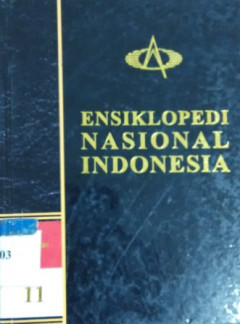 ENSIKLOPEDI
NASIONAL
INDONESIA
03
11